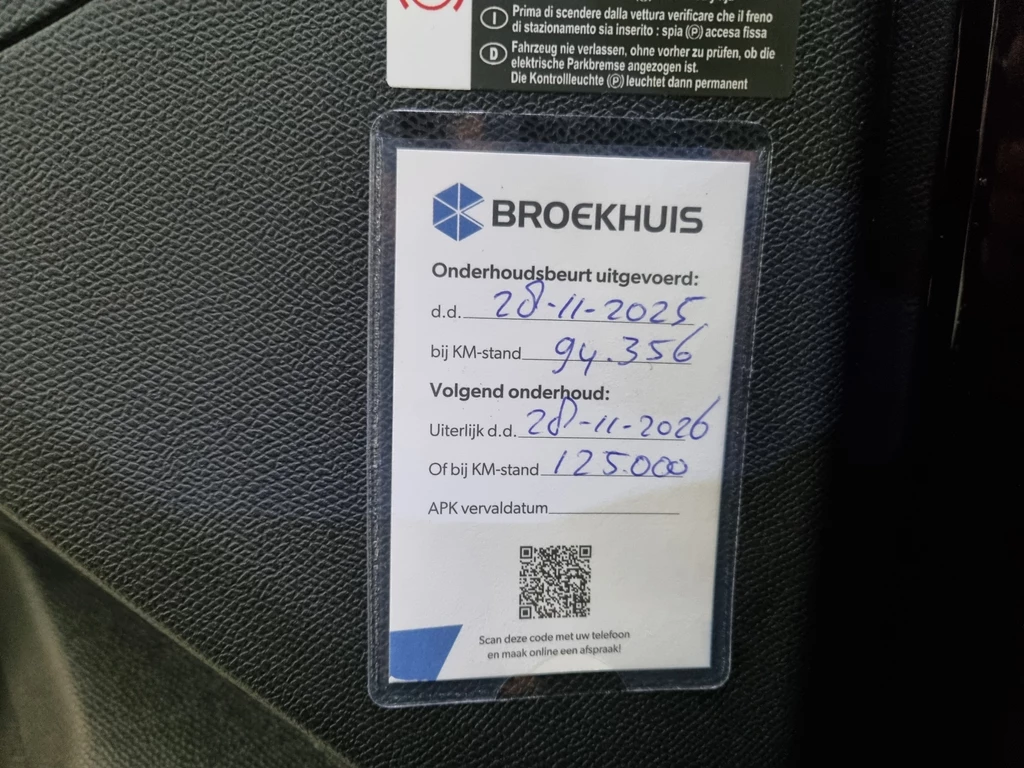 I Prima di scendere dalla vettura verificare che il freno
di stazionamento sia inserito : spia (P) accesa fissa
D Fahrzeug nie verlassen, ohne vorher zu prüfen, ob die
elektrische Parkbremse angezogen ist.
Die Kontrollleuchte (P) leuchtet dann permanent
BROEKHUIS
Onderhoudsbeurt uitgevoerd:
d.d. 28-11-2025
bij KM-stand 94.356
Volgend onderhoud:
Uiterlijk d.d. 28-11-2026
Of bij KM-stand 125.000
APK vervaldatum
Scan deze code met uw telefoon
en maak online een afspraak!